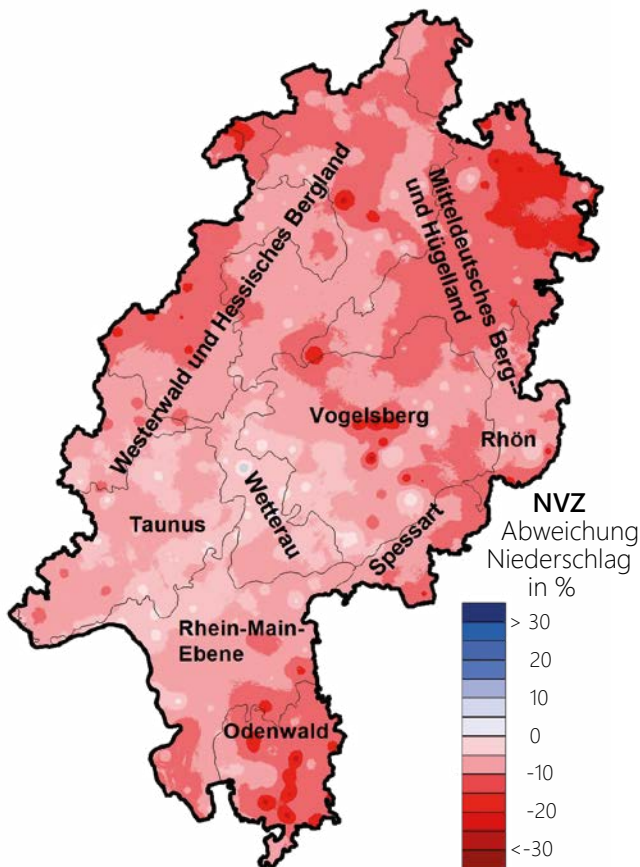 Westerwald und Hessisches Bergland
Mitteldeutsches Berg-
und Hügelland
Vogelsberg
Rhön
Taunus
Wetterau
Spessart
Rhein-Main-
Ebene
Odenwald
NVZ
Abweichung
Niederschlag
in %
> 30
20
10
0
-10
-20
<-30